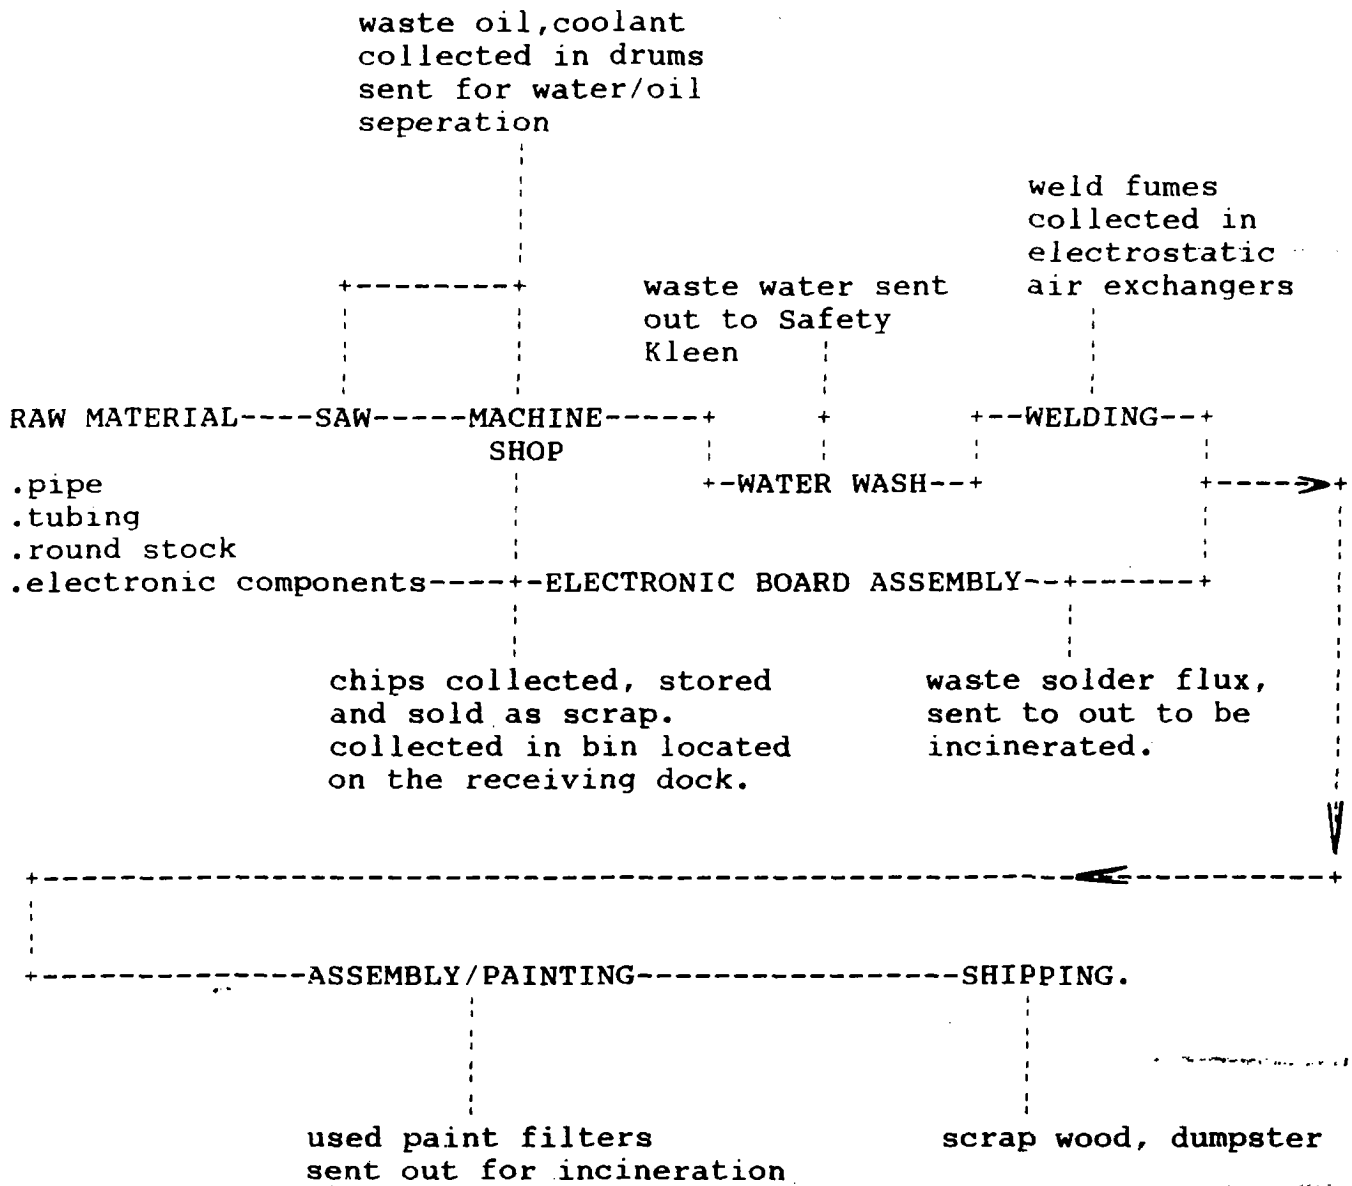 waste oil,coolant
collected in drums
sent for water/oil
seperation
weld fumes
collected in
electrostatic
air exchangers
waste water sent
out to Safety
Kleen
RAW MATERIAL----SAW-----MACHINE-----+ + +--WELDING--+
SHOP
+-WATER WASH--+
.pipe
.tubing
.round stock
.electronic components----+-ELECTRONIC BOARD ASSEMBLY--+------+
chips collected, stored
and sold as scrap.
collected in bin located
on the receiving dock.
waste solder flux,
sent to out to be
incinerated.
+--------------ASSEMBLY/PAINTING----------------SHIPPING.
used paint filters
sent out for incineration
scrap wood, dumpster